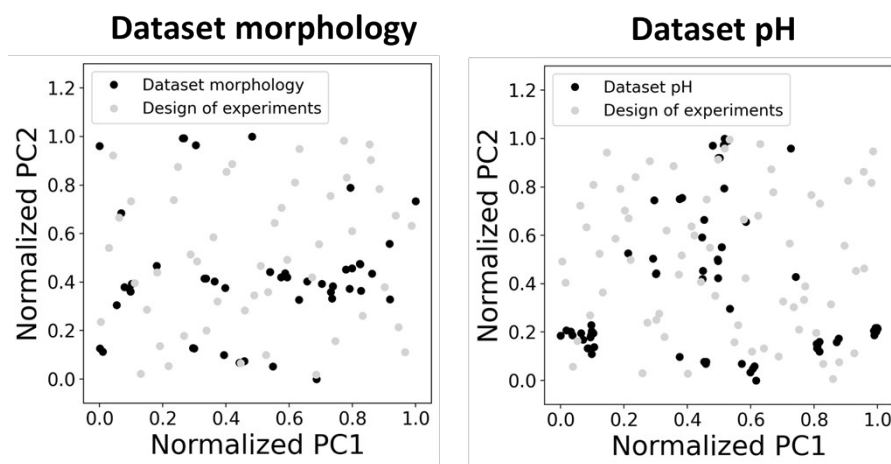 Dataset morphology
Dataset morphology
Design of experiments
Normalized PC2
1.2
1.0
0.8
0.6
0.4
0.2
0.0
0.0 0.2 0.4 0.6 0.8 1.0
Normalized PC1
Dataset pH
Dataset pH
Design of experiments
Normalized PC2
1.2
1.0
0.8
0.6
0.4
0.2
0.0
0.0 0.2 0.4 0.6 0.8 1.0
Normalized PC1